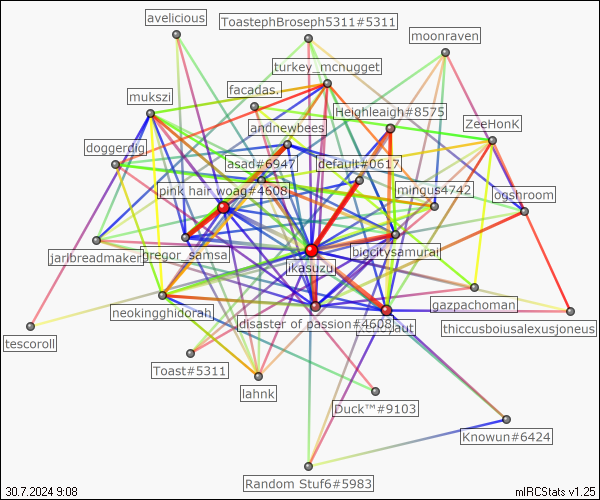 avelicious
ToastephBroseph5311#5311
moonraven
turkey_mcnugget
facadas.
mukszi
Heighleaigh#8575
ZeeHonK
andnewbees
doggerdig
asad#6947
default#0617
pink hair woag#4608
mingus4742
ogshroom
jarlbreadmaker
gregor_samsa
bigcitysamurai
ikasuzu
neokingghidorah
gazpachoman
disaster of passion#4608
thiccusboiusalexusjoneus
tescoroll
Toast#5311
lahnk
Duck™#9103
Knowun#6424
Random Stuf6#5983
30.7.2024 9:08
mIRCStats v1.25